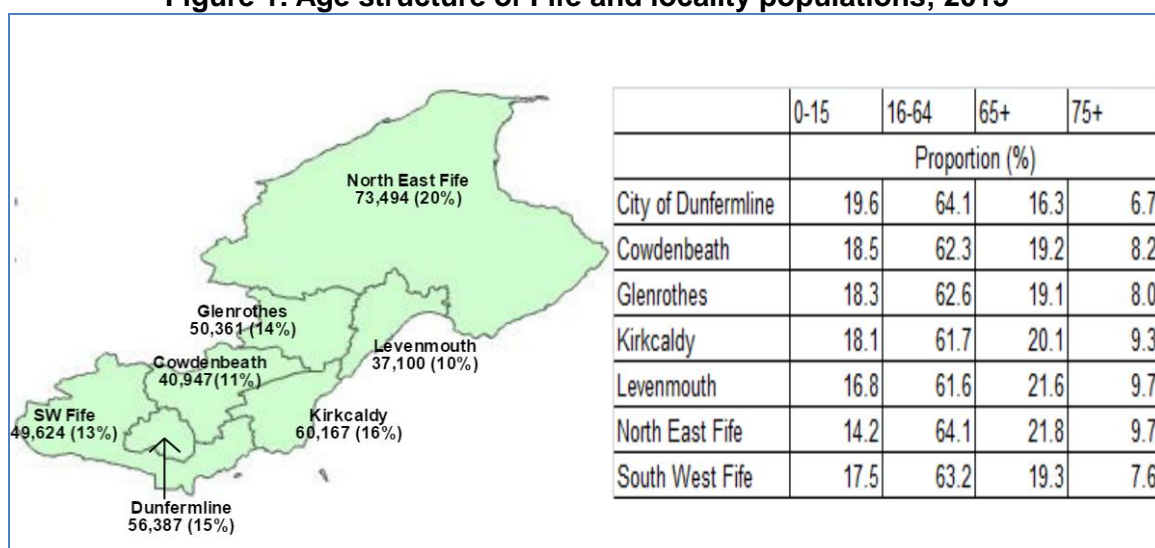 Figure 1: Age structure of Fife and locality populations,
North East Fife
73,494 (20%)
Glenrothes
50,361 (14%)
Levenmouth
37,100 (10%)
Cowdenbeath
40,947(11%)
SW Fife
49,624 (13%)
Kirkcaldy
60,167 (16%)
Dunfermline
56,387 (15%)
0-15 16-64 65+ 75+
Proportion (%)
City of Dunfermline 19.6 64.1 16.3 6.7
Cowdenbeath 18.5 62.3 19.2 8.2
Glenrothes 18.3 62.6 19.1 8.0
Kirkcaldy 18.1 61.7 20.1 9.3
Levenmouth 16.8 61.6 21.6 9.7
North East Fife 14.2 64.1 21.8 9.7
South West Fife 17.5 63.2 19.3 7.6